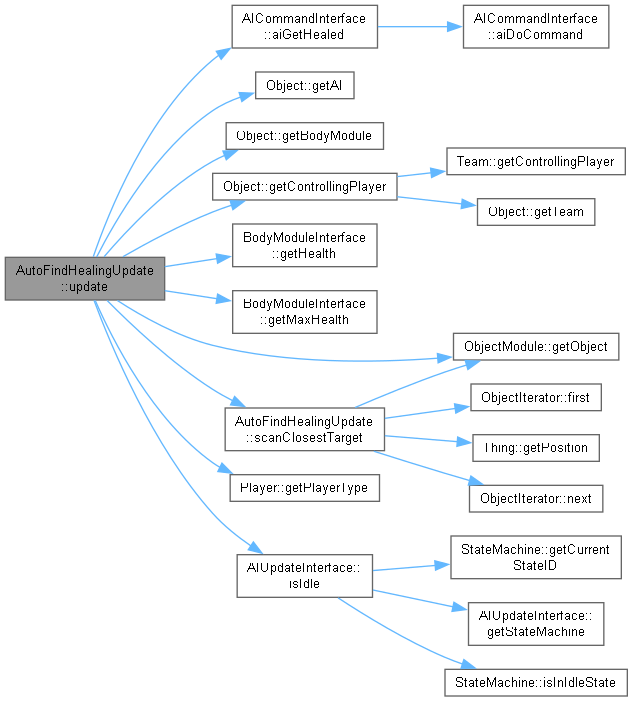 AICommandInterface
::aiGetHealed
AICommandInterface
::aiDoCommand
Object::getAI
Object::getBodyModule
Team::getControllingPlayer
Object::getControllingPlayer
Object::getTeam
BodyModuleInterface
::getHealth
AutoFindHealingUpdate
::update
BodyModuleInterface
::getMaxHealth
ObjectModule::getObject
ObjectIterator::first
AutoFindHealingUpdate
::scanClosestTarget
Thing::getPosition
Player::getPlayerType
ObjectIterator::next
StateMachine::getCurrent
StateID
AIUpdateInterface::
isIdle
AIUpdateInterface::
getStateMachine
StateMachine::isInIdleState